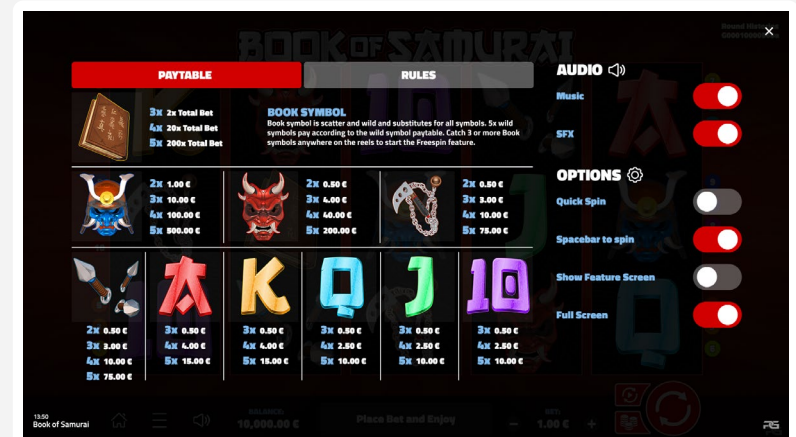 BOOK OF SAMURAI
PAYTABLE
RULES
3x 2x Total Bet
4x 20x Total Bet
5x 200x Total Bet
BOOK SYMBOL
Book symbol is scatter and wild and substitutes for all symbols. 5x wild
symbols pay according to the wild symbol paytable. Catch 3 or more Book
symbols anywhere on the reels to start the Freespin feature.
2x 1.00 €
3x 10.00 €
4x 100.00 €
5x 500.00 €
2x 0.50 €
3x 4.00 €
4x 40.00 €
5x 200.00 €
2x 0.50 €
3x 3.00 €
4x 10.00 €
5x 75.00 €
A
K
Q
J
10
2x 0.50 €
3x 3.00 €
4x 10.00 €
5x 75.00 €
3x 0.50 €
4x 4.00 €
5x 15.00 €
3x 0.50 €
4x 4.00 €
5x 15.00 €
3x 0.50 €
4x 2.50 €
5x 10.00 €
3x 0.50 €
4x 2.50 €
5x 10.00 €
3x 0.50 €
4x 2.50 €
5x 10.00 €
AUDIO
Music
SFX
OPTIONS
Quick Spin
Spacebar to spin
Show Feature Screen
Full Screen
13:50
Book of Samurai
BALANCE:
10,000.00 €
Place Bet and Enjoy
BET:
1.00 €